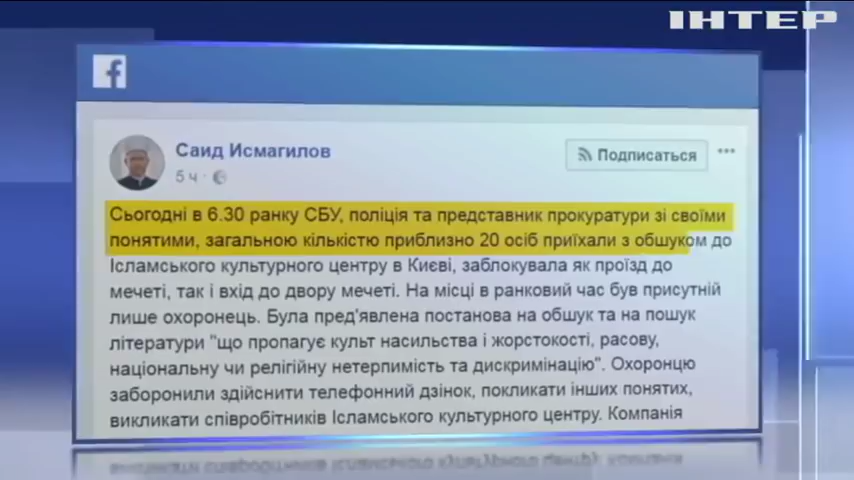 ІНТЕР
f
Саид Исмагилов
Подписаться
5 ч
Сьогодні в 6.30 ранку СБУ, поліція та представник прокуратури зі своїми
понятими, загальною кількістю приблизно 20 осіб приїхали з обшуком до
Ісламського культурного центру в Києві, заблокувала як проїзд до
мечеті, так і вхід до двору мечеті. На місці в ранковий час був присутній
лише охоронець. Була пред'явлена постанова на обшук та на пошук
літератури "що пропагує культ насильства і жорстокості, расову,
національну чи релігійну нетерпимість та дискримінацію". Охоронцю
заборонили здійснити телефонний дзінок, покликати інших понятих,
викликати співробітників Ісламського культурного центру. Компанія